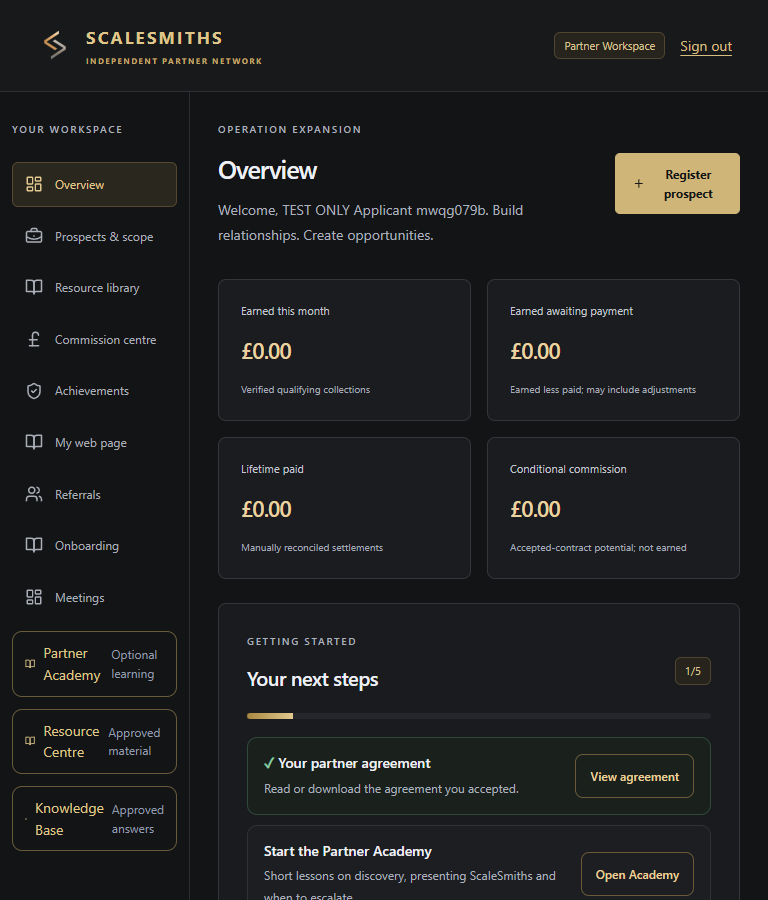 SCALESMITHS
INDEPENDENT PARTNER NETWORK
Partner Workspace
Sign out
YOUR WORKSPACE
Overview
Prospects & scope
Resource library
Commission centre
Achievements
My web page
Referrals
Onboarding
Meetings
Partner
Academy
Optional
learning
Resource
Centre
Approved
material
Knowledge
Base
Approved
answers
OPERATION EXPANSION
Overview
Welcome, TEST ONLY Applicant mwqg079b. Build
relationships. Create opportunities.
+ Register
prospect
Earned this month
£0.00
Verified qualifying collections
Earned awaiting payment
£0.00
Earned less paid; may include adjustments
Lifetime paid
£0.00
Manually reconciled settlements
Conditional commission
£0.00
Accepted-contract potential; not earned
GETTING STARTED
Your next steps
1/5
✓ Your partner agreement
Read or download the agreement you accepted.
View agreement
Start the Partner Academy
Short lessons on discovery, presenting ScaleSmiths and
when to escalate.
Open Academy